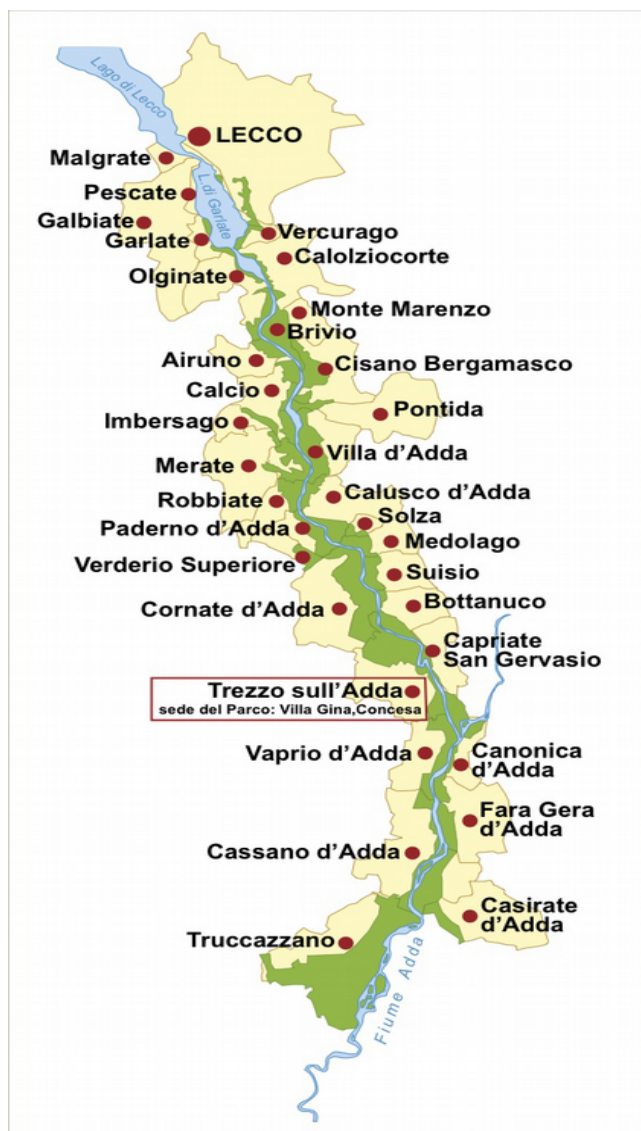 Lago di Lecco
LECCO
Malgrate
Pescate
L. di Garlate
Galbiate
Vercurago
Garlate
Calolziocorte
Olginate
Monte Marenzo
Brivio
Airuno
Cisano Bergamasco
Calcio
Pontida
Imbersago
Villa d'Adda
Merate
Calusco d'Adda
Robbiate
Solza
Paderno d'Adda
Medolago
Verderio Superiore
Suisio
Cornate d'Adda
Bottanuco
Capriate
San Gervasio
Trezzo sull'Adda
sede del Parco: Villa Gina,Concesa
Vaprio d'Adda
Canonica
d'Adda
Fara Gera
d'Adda
Cassano d'Adda
Casirate
d'Adda
Truccazzano
Fiume Adda